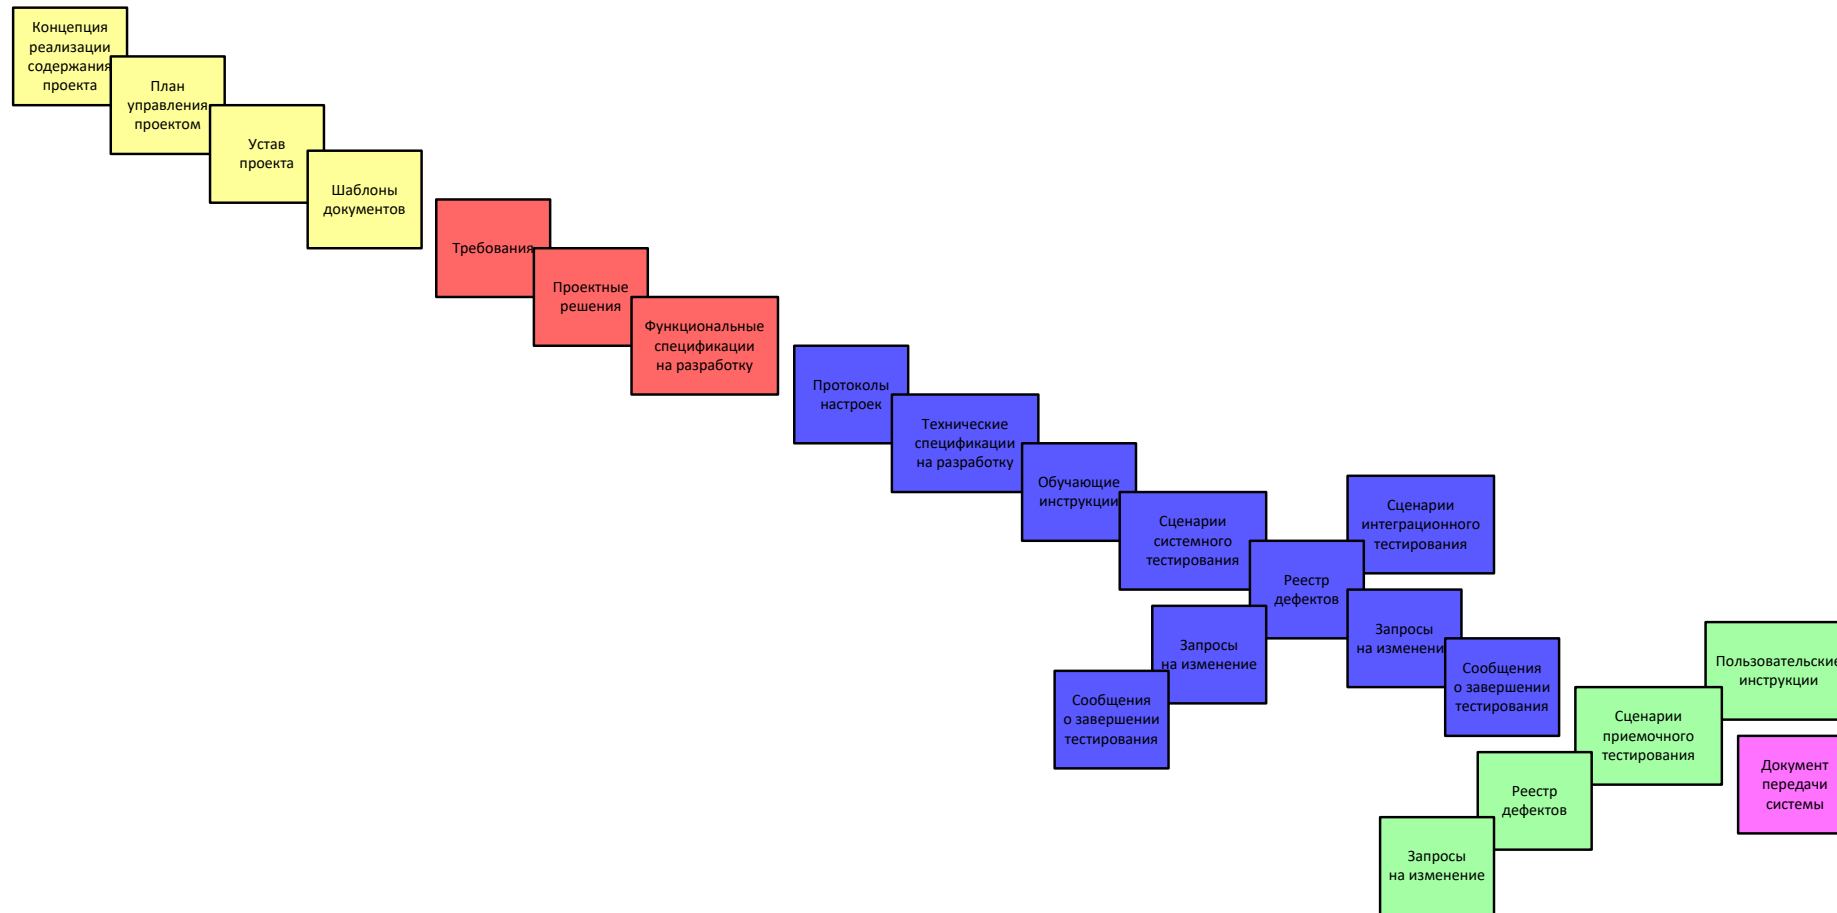 Концепция
реализации
содержания
проекта
План
управления
проектом
Устав
проекта
Шаблоны
документов
Требования
Проектные
решения
Функциональные
спецификации
на разработку
Протоколы
настроек
Технические
спецификации
на разработку
Обучающие
инструкции
Сценарии
системного
тестирования
Сценарии
интеграционного
тестирования
Реестр
дефектов
Запросы
на изменение
Запросы
на изменени
Сообщения
о завершении
тестирования
Сообщения
о завершении
тестирования
Пользовательские
инструкции
Сценарии
приемочного
тестирования
Реестр
дефектов
Запросы
на изменение
Документ
передачи
системы